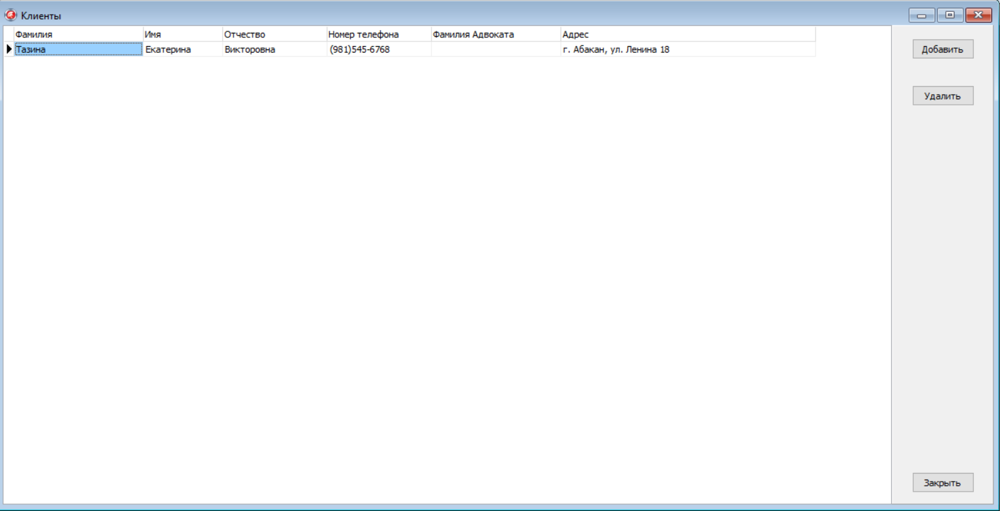 Клиенты
Фамилия Имя Отчество Номер телефона Фамилия Адвоката Адрес
Тазина Екатерина Викторовна (981)545-6768 г. Абакан, ул. Ленина 18
Добавить
Удалить
Закрыть